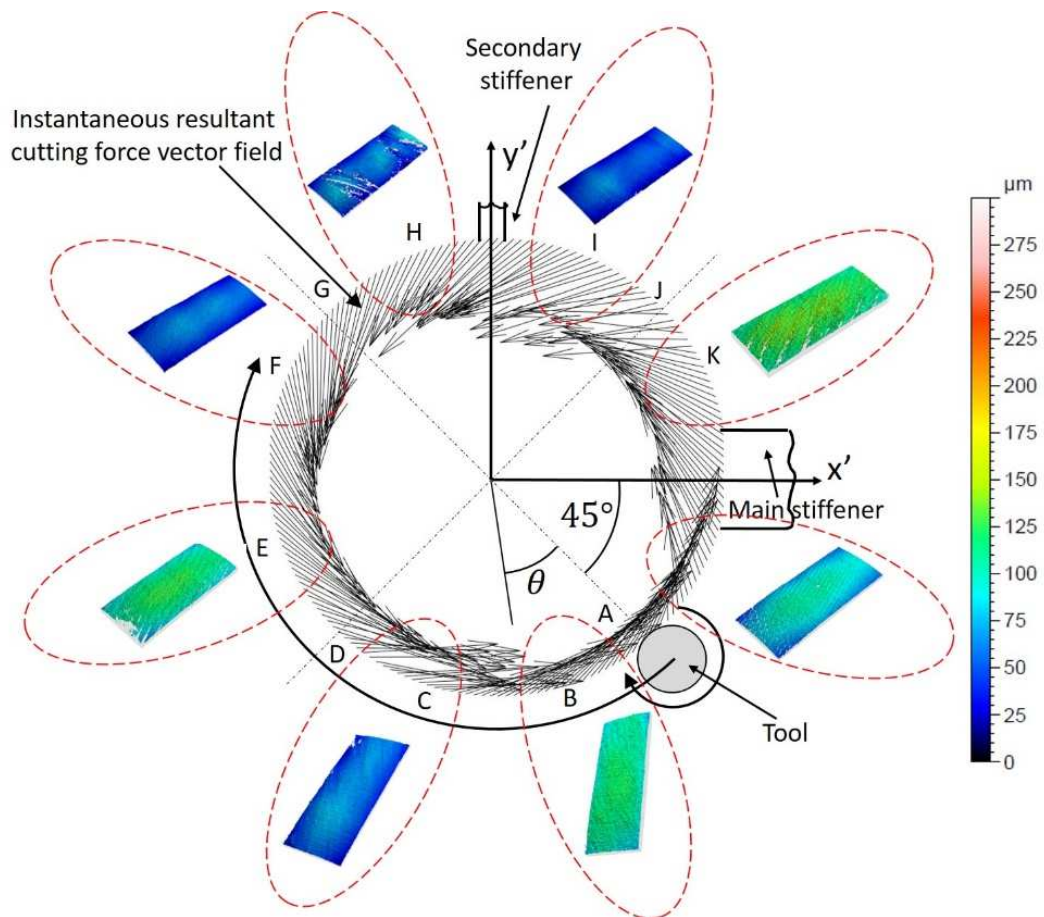 Secondary
stiffener
Instantaneous resultant
cutting force vector field
y’
µm
H
I
275
G
J
250
F
K
225
200
175
x’
150
Main stiffener
45°
125
E
θ
100
A
75
D
50
C
B
25
Tool
0